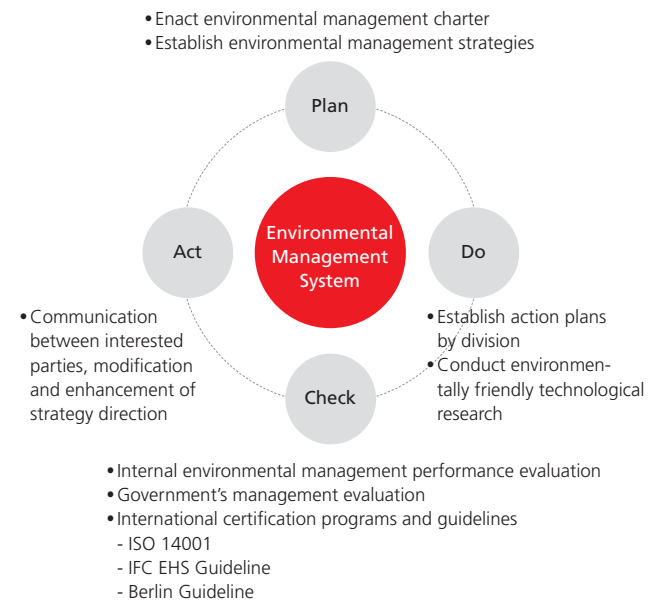 •Enact environmental management charter
•Establish environmental management strategies
Plan
Environmental
Management
System
Act
Do
•Communication
between interested
parties, modification
and enhancement of
strategy direction
•Establish action plans
by division
•Conduct environmen-
tally friendly technological
research
Check
•Internal environmental management performance evaluation
•Government’s management evaluation
•International certification programs and guidelines
- ISO 14001
- IFC EHS Guideline
- Berlin Guideline